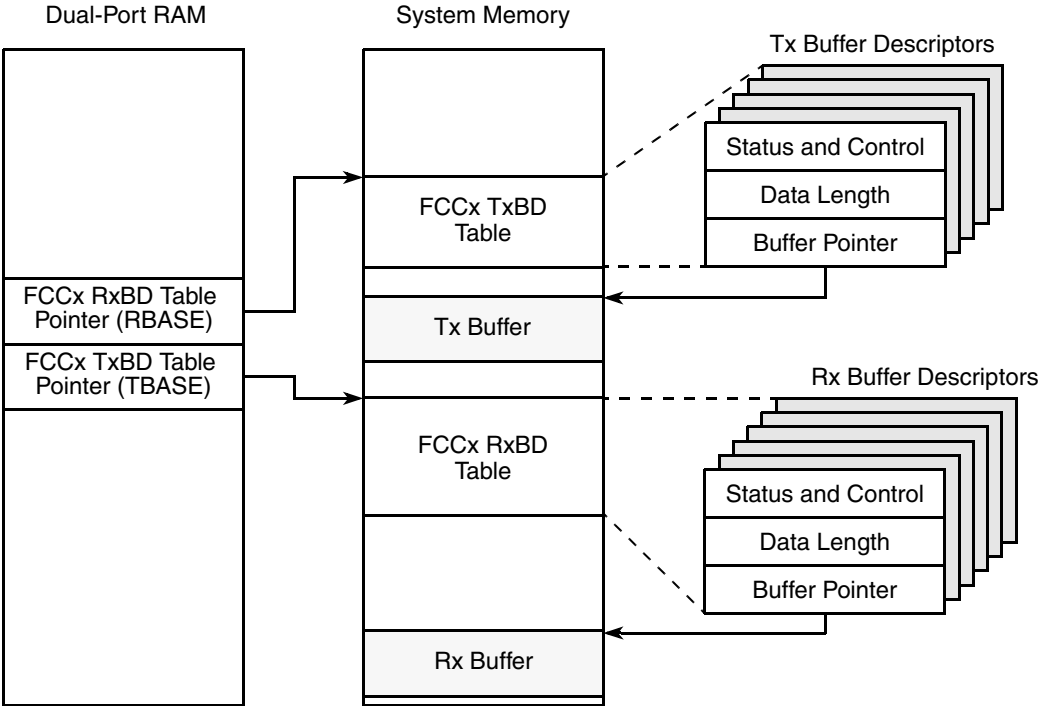 Dual-Port RAM
System Memory
Tx Buffer Descriptors
Status and Control
Data Length
Buffer Pointer
FCCx TxBD
Table
FCCx RxBD Table
Pointer (RBASE)
Tx Buffer
FCCx TxBD Table
Pointer (TBASE)
Rx Buffer Descriptors
FCCx RxBD
Table
Status and Control
Data Length
Buffer Pointer
Rx Buffer